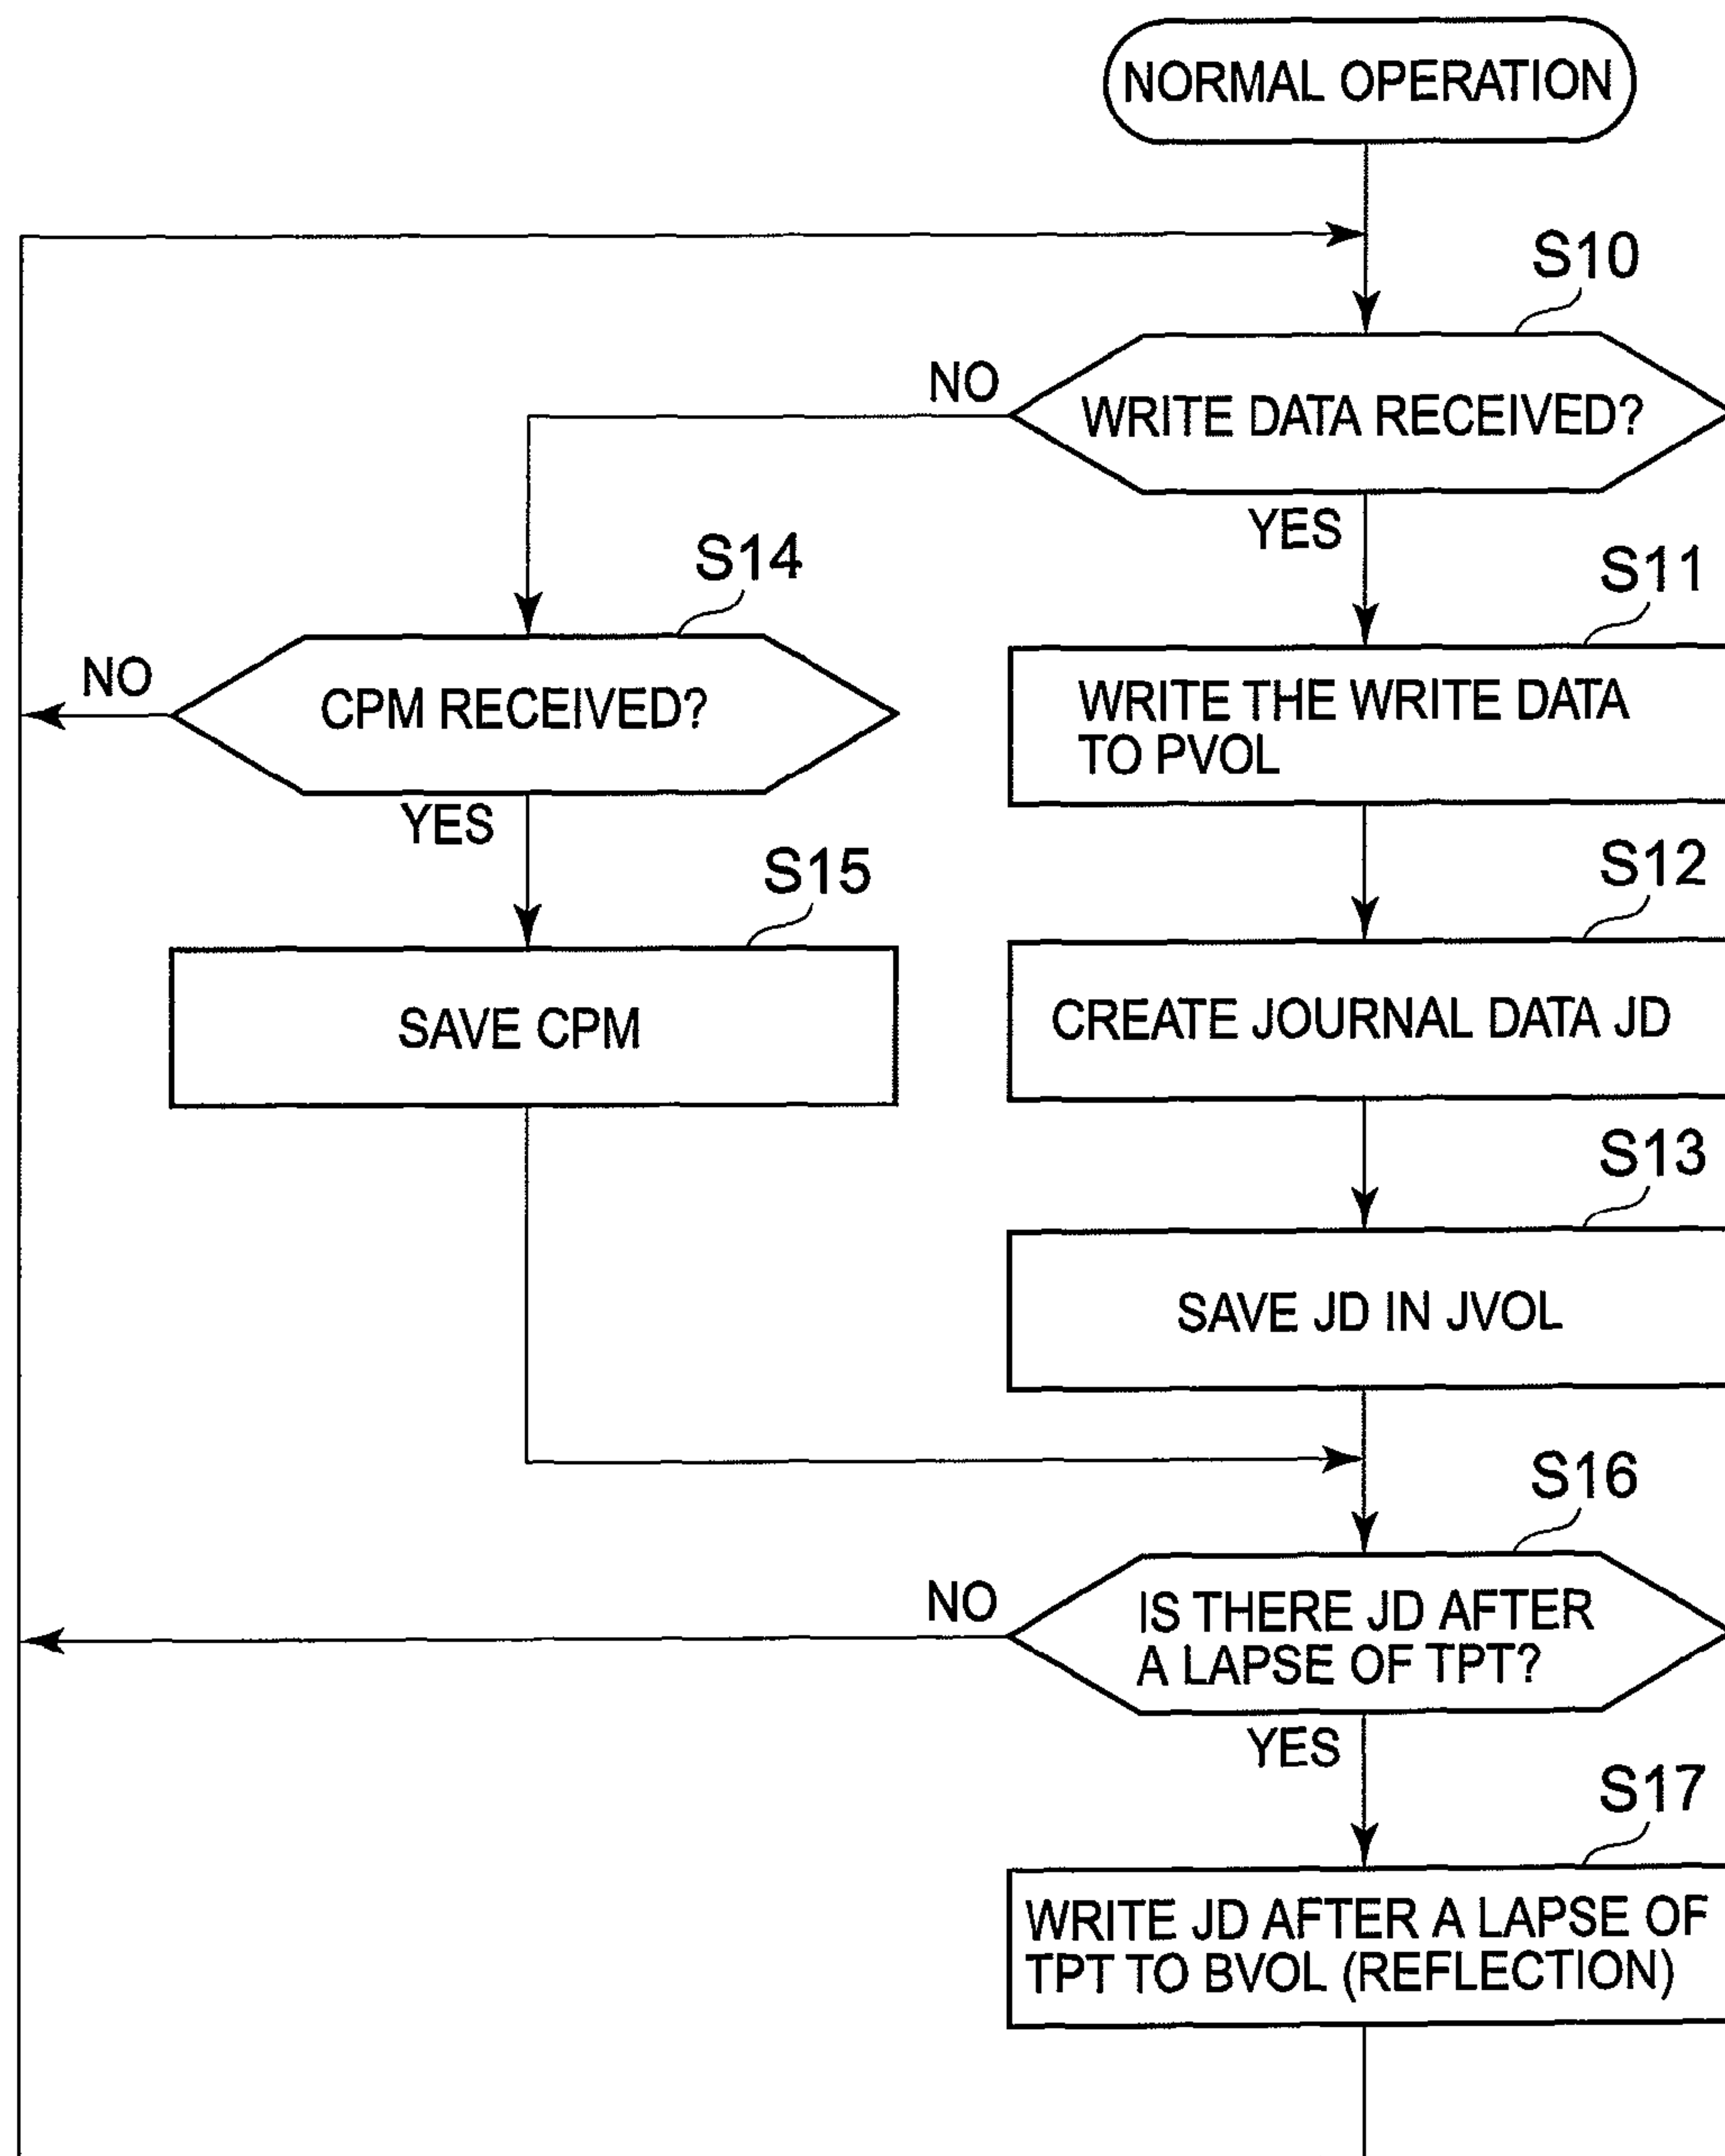 NORMAL OPERATION
S10
NO
WRITE DATA RECEIVED?
YES
S14
S11
NO
CPM RECEIVED?
WRITE THE WRITE DATA
TO PVOL
YES
S15
S12
SAVE CPM
CREATE JOURNAL DATA JD
S13
SAVE JD IN JVOL
S16
NO
IS THERE JD AFTER
A LAPSE OF TPT?
YES
S17
WRITE JD AFTER A LAPSE OF
TPT TO BVOL (REFLECTION)